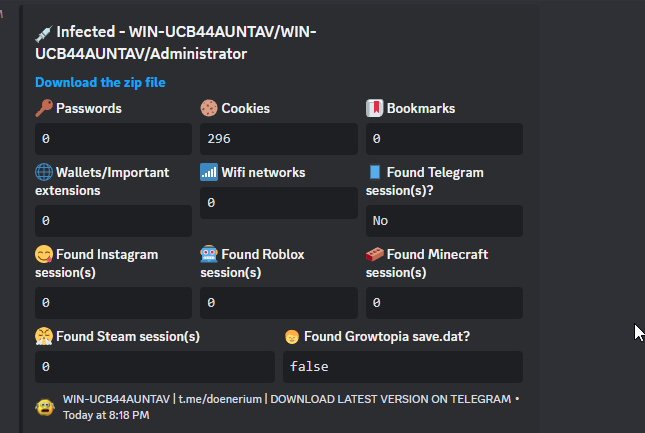 Infected - WIN-UCB44AUNTAV/WIN-
UCB44AUNTAV/Administrator
Download the zip file
Passwords
Cookies
Bookmarks
0
296
0
Wallets/Important
extensions
Wifi networks
Found Telegram
session(s)?
0
0
No
Found Instagram
session(s)
Found Roblox
session(s)
Found Minecraft
session(s)
0
0
0
Found Steam session(s)
Found Growtopia save.dat?
0
false
WIN-UCB44AUNTAV | t.me/doenerium | DOWNLOAD LATEST VERSION ON TELEGRAM •
Today at 8:18 PM